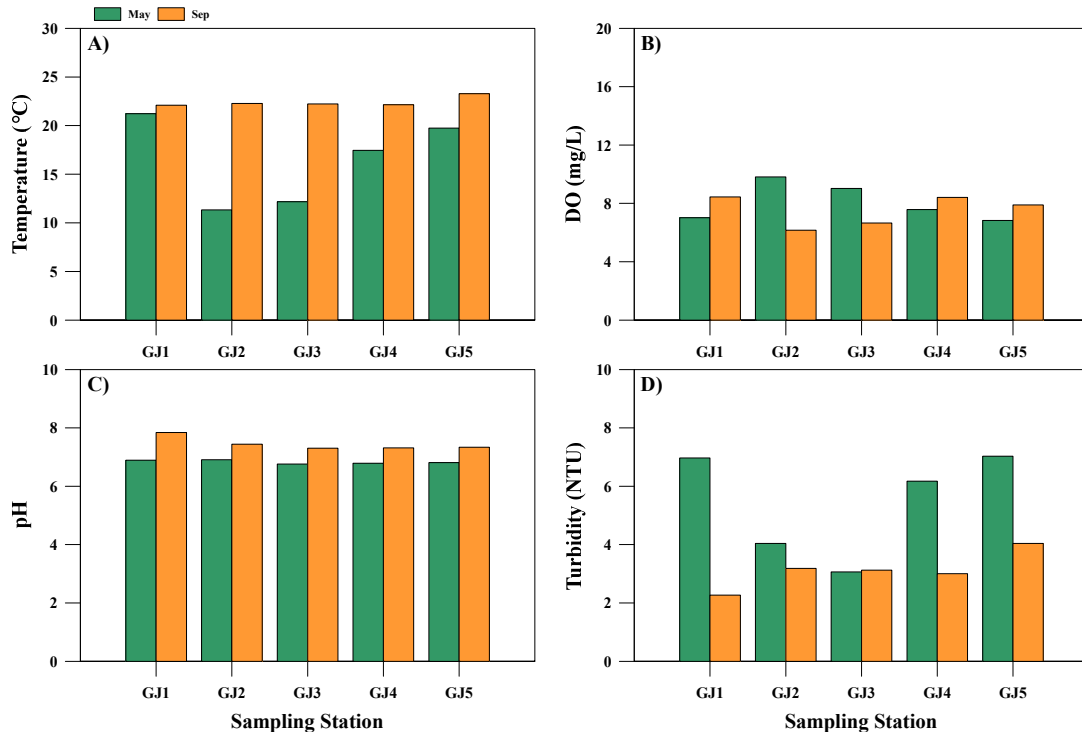 May Sep
A)
Temperature (℃)
30
25
20
15
10
5
0
GJ1 GJ2 GJ3 GJ4 GJ5
B)
DO (mg/L)
20
16
12
8
4
0
GJ1 GJ2 GJ3 GJ4 GJ5
C)
pH
10
8
6
4
2
0
GJ1 GJ2 GJ3 GJ4 GJ5
Sampling Station
D)
Turbidity (NTU)
10
8
6
4
2
0
GJ1 GJ2 GJ3 GJ4 GJ5
Sampling Station